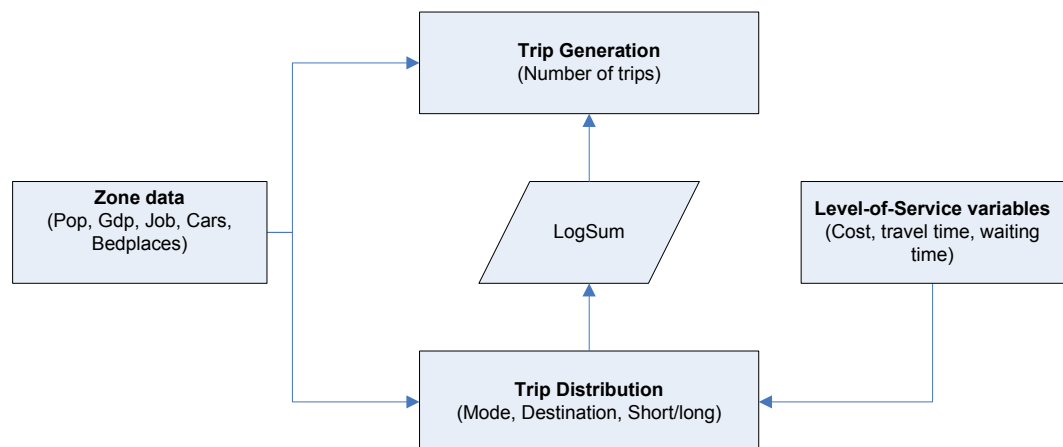 Trip Generation
(Number of trips)
Zone data
(Pop, Gdp, Job, Cars,
Bedplaces)
LogSum
Level-of-Service variables
(Cost, travel time, waiting
time)
Trip Distribution
(Mode, Destination, Short/long)